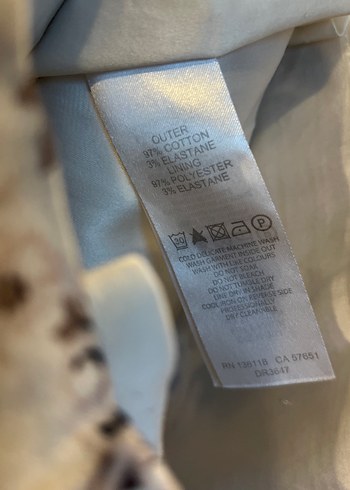 OUTER
97% COTTON
3% ELASTANE
LINING
97% POLYESTER
3% ELASTANE
30 P
COLD DELICATE MACHINE WASH
WASH GARMENT INSIDE OUT
WASH WITH LIKE COLOURS
DO NOT SOAK
DO NOT BLEACH
DO NOT TUMBLE DRY
LINE DRY IN SHADE
COOL IRON ON REVERSE SIDE
PROFESSIONALLY
DRY CLEANABLE
RN 136118 CA 57651
DR3647